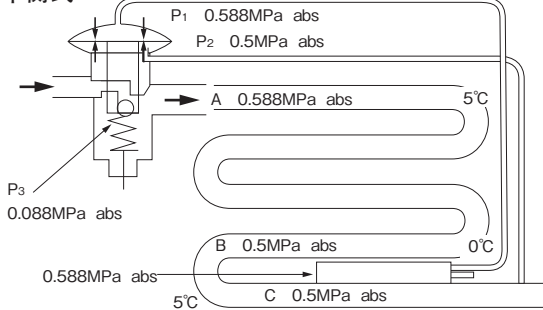 P₁ 0.588MPa abs
P₂ 0.5MPa abs
A 0.588MPa abs
5℃
P₃
0.088MPa abs
B 0.5MPa abs
0℃
0.588MPa abs
5℃
C 0.5MPa abs